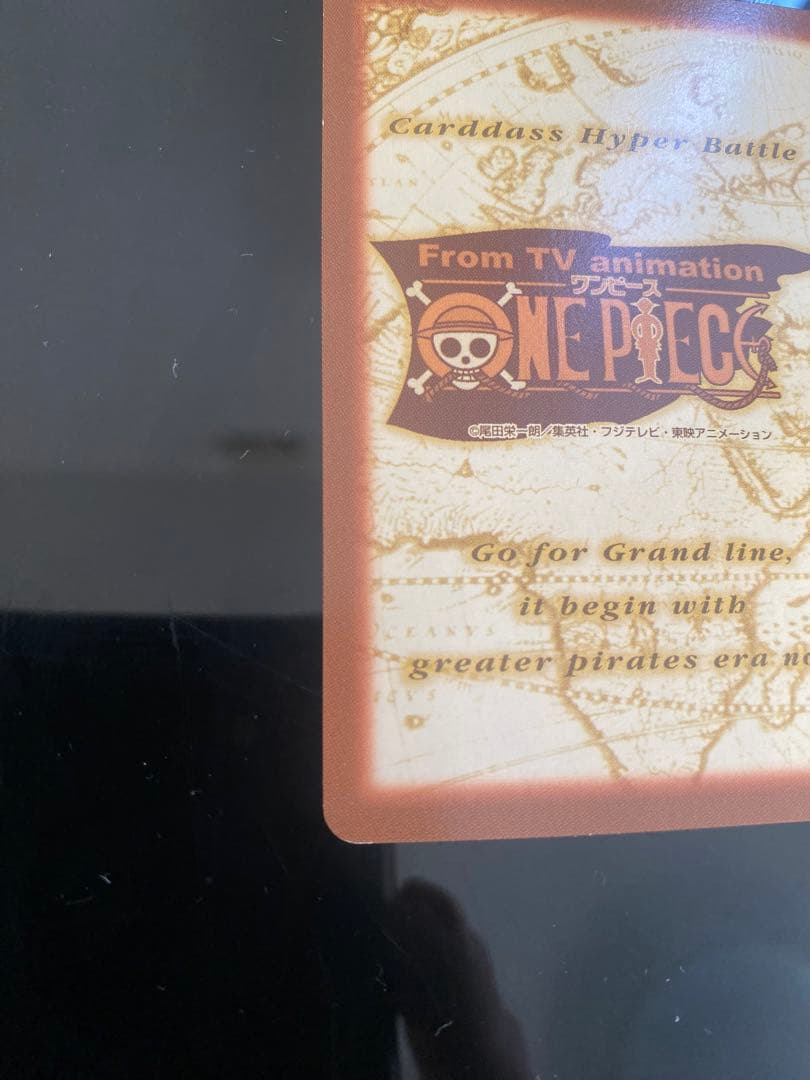 Carddass Hyper Battle
From TV animation
ワンピース
ONE PIECE
©尾田栄一朗/集英社・フジテレビ・東映アニメーション
Go for Grand line,
it begin with
greater pirates era